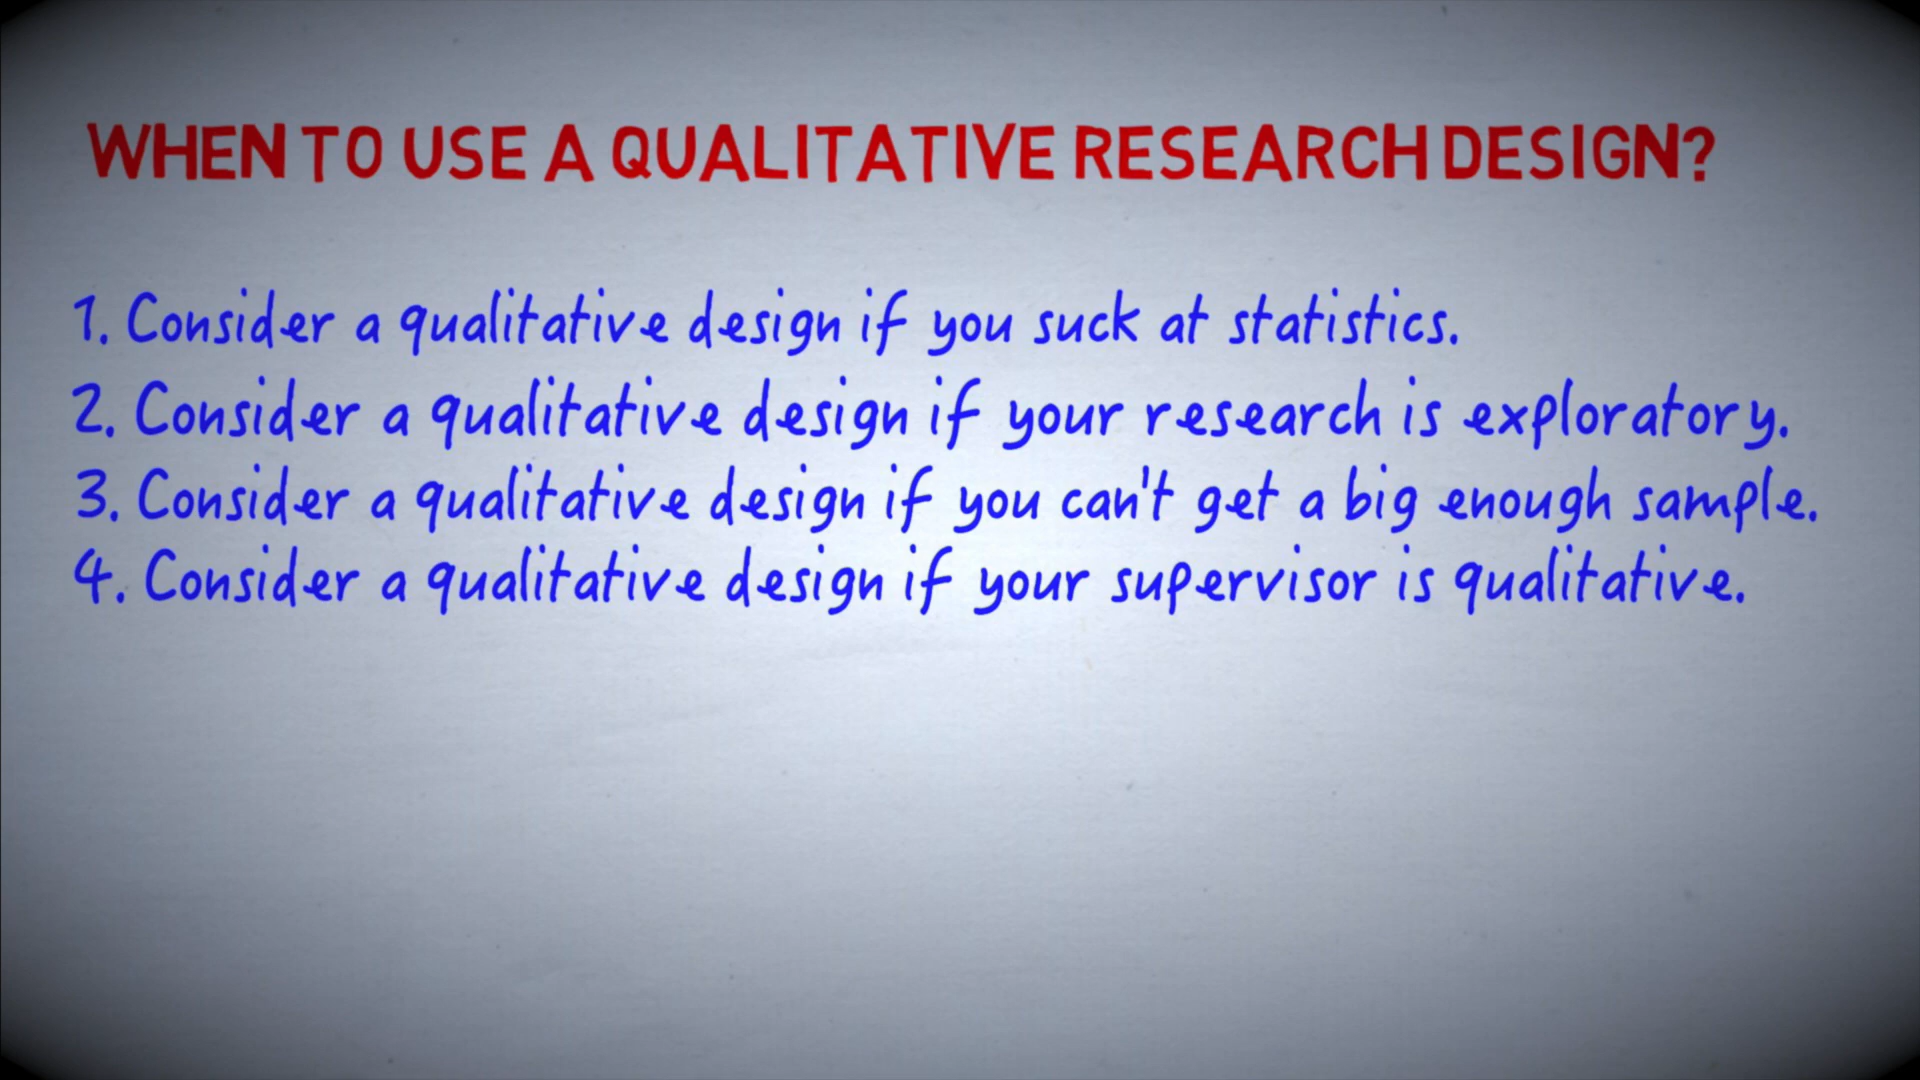 WHEN TO USE A QUALITATIVE RESEARCH DESIGN?
1. Consider a qualitative design if you suck at statistics.
2. Consider a qualitative design if your research is exploratory.
3. Consider a qualitative design if you can't get a big enough sample.
4. Consider a qualitative design if your supervisor is qualitative.